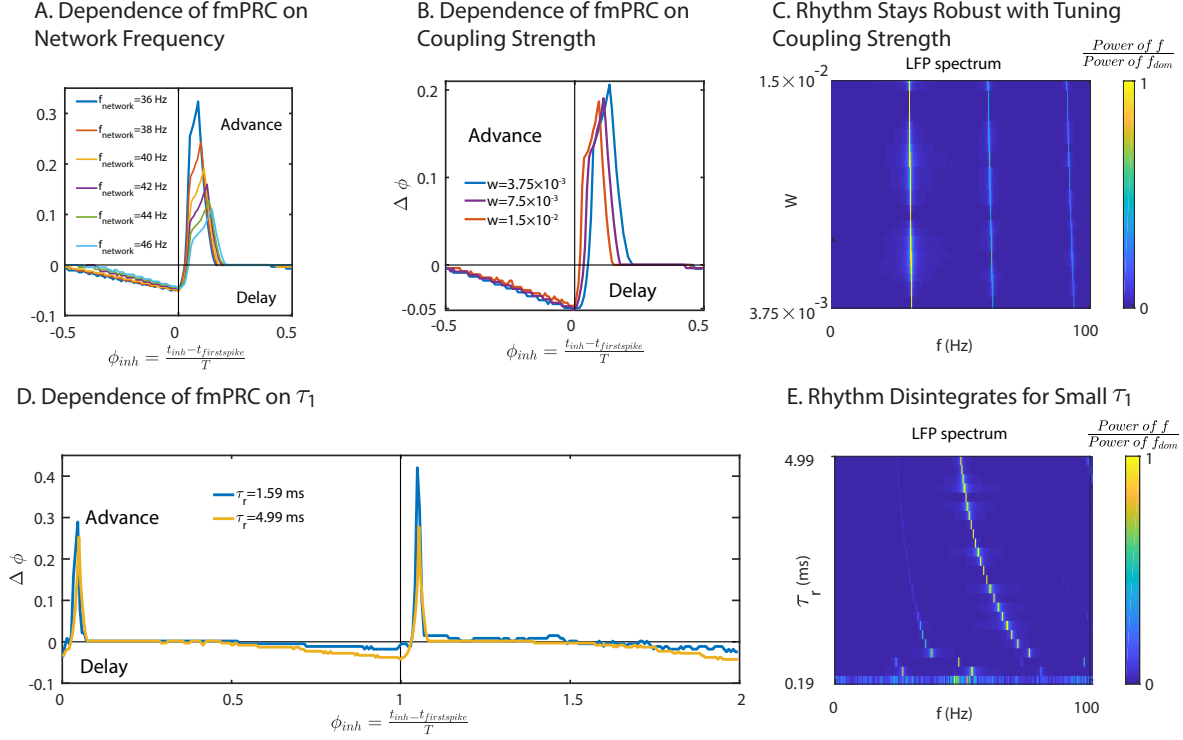 A. Dependence of fmPRC on
Network Frequency
0.3
0.2
0.1
0
-0.1
f_network=36 Hz
f_network=38 Hz
f_network=40 Hz
f_network=42 Hz
f_network=44 Hz
f_network=46 Hz
Advance
Delay
-0.5
0
0.5
ϕ_inh = (t_inh − t_firstspike)/T
B. Dependence of fmPRC on
Coupling Strength
Δ ϕ
0.2
0.1
0
-0.05
Advance
w=3.75×10⁻³
w=7.5×10⁻³
w=1.5×10⁻²
Delay
-0.5
0
0.5
ϕ_inh = (t_inh − t_firstspike)/T
C. Rhythm Stays Robust with Tuning
Coupling Strength
LFP spectrum
Power of f
Power of f_dom
1.5×10⁻²
W
3.75×10⁻³
0
100
f (Hz)
1
0
D. Dependence of fmPRC on τ₁
Δ ϕ
0.4
0.3
0.2
0.1
0
-0.1
Advance
τ_r=1.59 ms
τ_r=4.99 ms
Delay
0
0.5
1
1.5
2
ϕ_inh = (t_inh − t_firstspike)/T
E. Rhythm Disintegrates for Small τ₁
LFP spectrum
Power of f
Power of f_dom
4.99
τ_r (ms)
0.19
0
100
f (Hz)
1
0